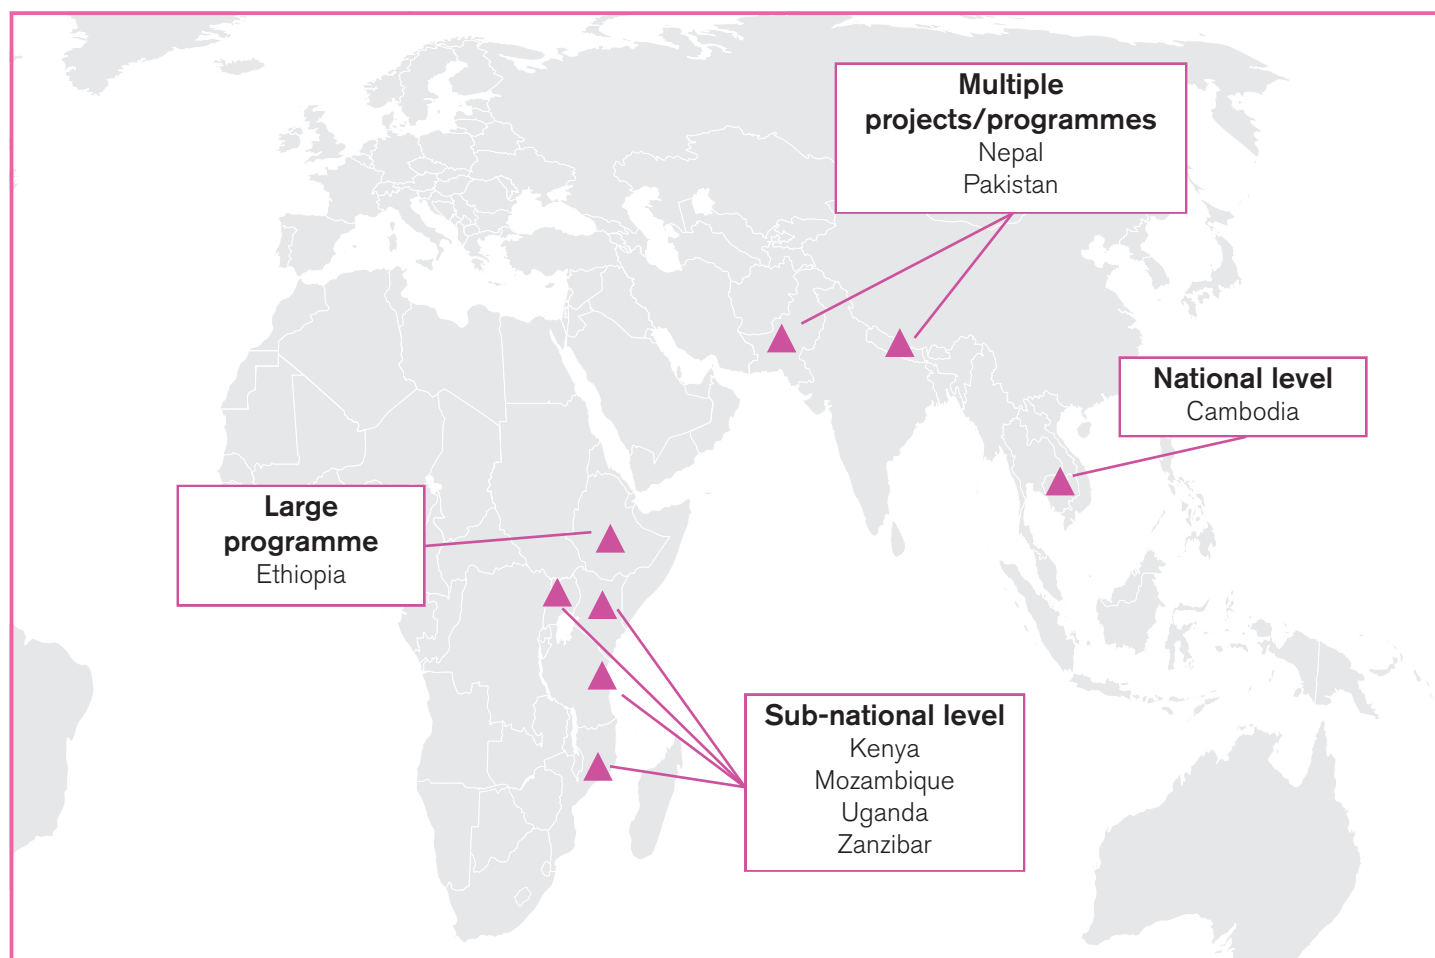 Multiple
projects/programmes
Nepal
Pakistan
National level
Cambodia
Large
programme
Ethiopia
Sub-national level
Kenya
Mozambique
Uganda
Zanzibar